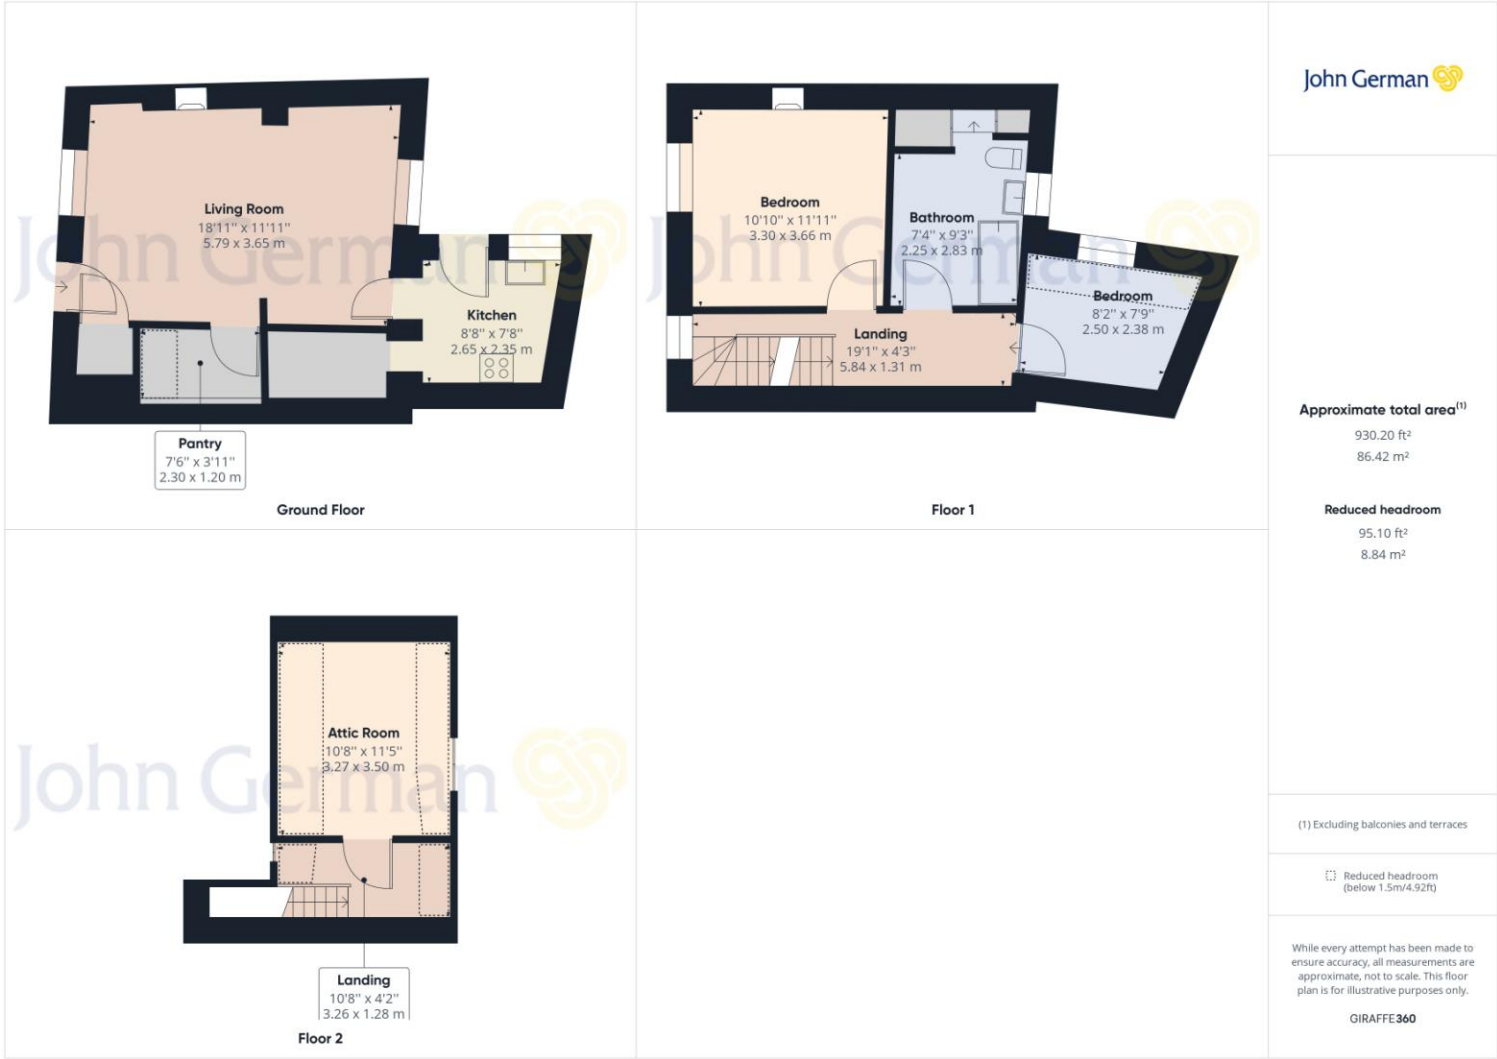 Living Room
18'11'' x 11'11''
5.79 x 3.65 m
Kitchen
8'8'' x 7'8''
2.65 x 2.35 m
Pantry
7'6'' x 3'11''
2.30 x 1.20 m
John German
Ground Floor
Bedroom
10'10'' x 11'11''
3.30 x 3.66 m
Bathroom
7'4'' x 9'3''
2.25 x 2.83 m
Bedroom
8'2'' x 7'9''
2.50 x 2.38 m
Landing
19'1'' x 4'3''
5.84 x 1.31 m
John German
Floor 1
Attic Room
10'8'' x 11'5''
3.27 x 3.50 m
John German
Landing
10'8'' x 4'2''
3.26 x 1.28 m
Floor 2
John German
Approximate total area(1)
930.20 ft²
86.42 m²
Reduced headroom
95.10 ft²
8.84 m²
(1) Excluding balconies and terraces
Reduced headroom
(below 1.5m/4.92ft)
While every attempt has been made to
ensure accuracy, all measurements are
approximate, not to scale. This floor
plan is for illustrative purposes only.
GIRAFFE360